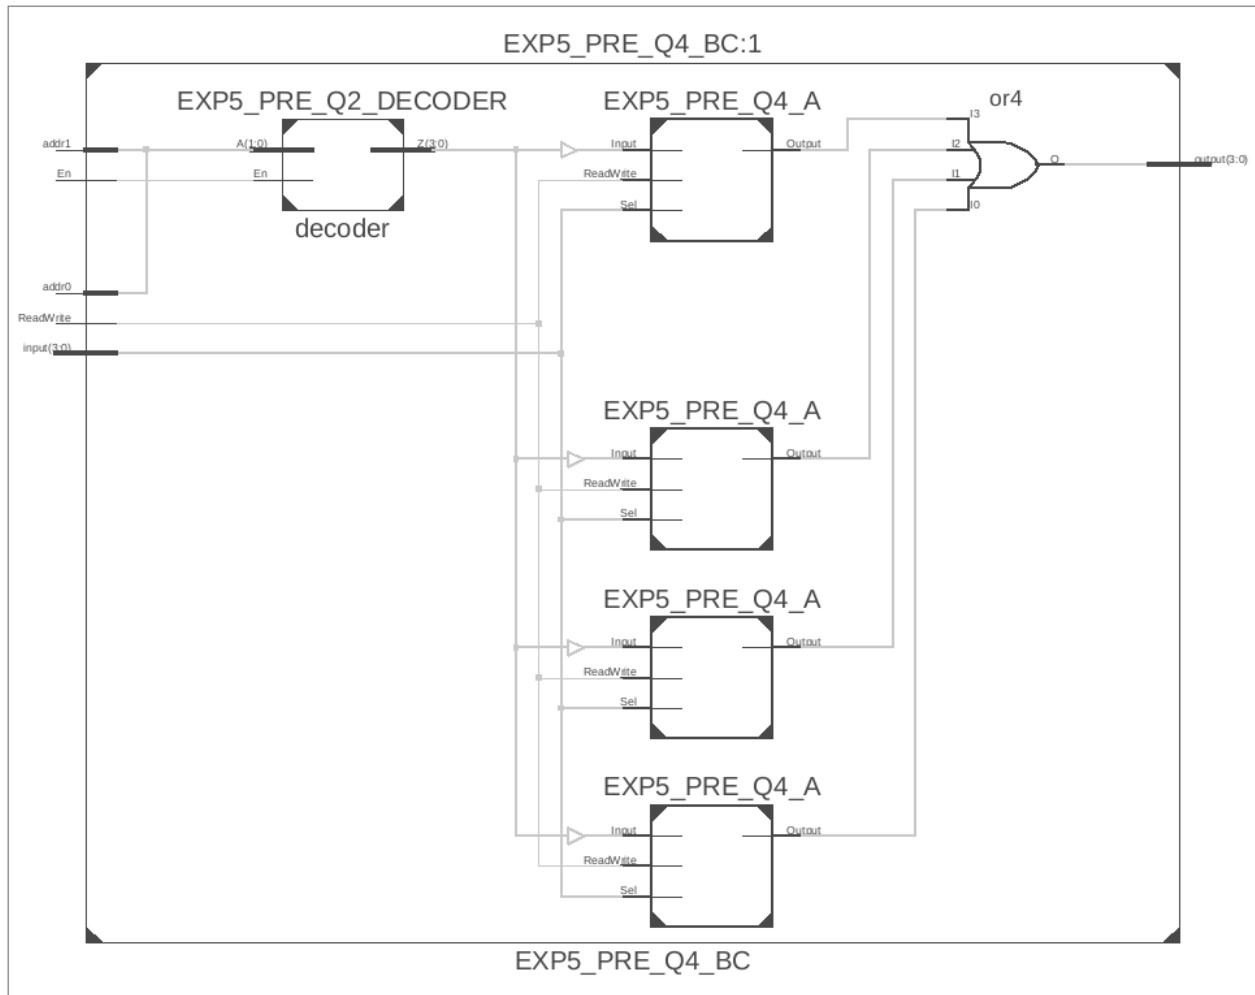 EXP5_PRE_Q4_BC:1
EXP5_PRE_Q2_DECODER
EXP5_PRE_Q4_A
or4
addr1
A(1:0)
Z(3:0)
En
En
decoder
Input
ReadWrite
Sel
Output
I3
I2
I1
I0
O
output(3:0)
addr0
ReadWrite
input(3:0)
EXP5_PRE_Q4_A
Input
ReadWrite
Sel
Output
EXP5_PRE_Q4_A
Input
ReadWrite
Sel
Output
EXP5_PRE_Q4_A
Input
ReadWrite
Sel
Output
EXP5_PRE_Q4_BC